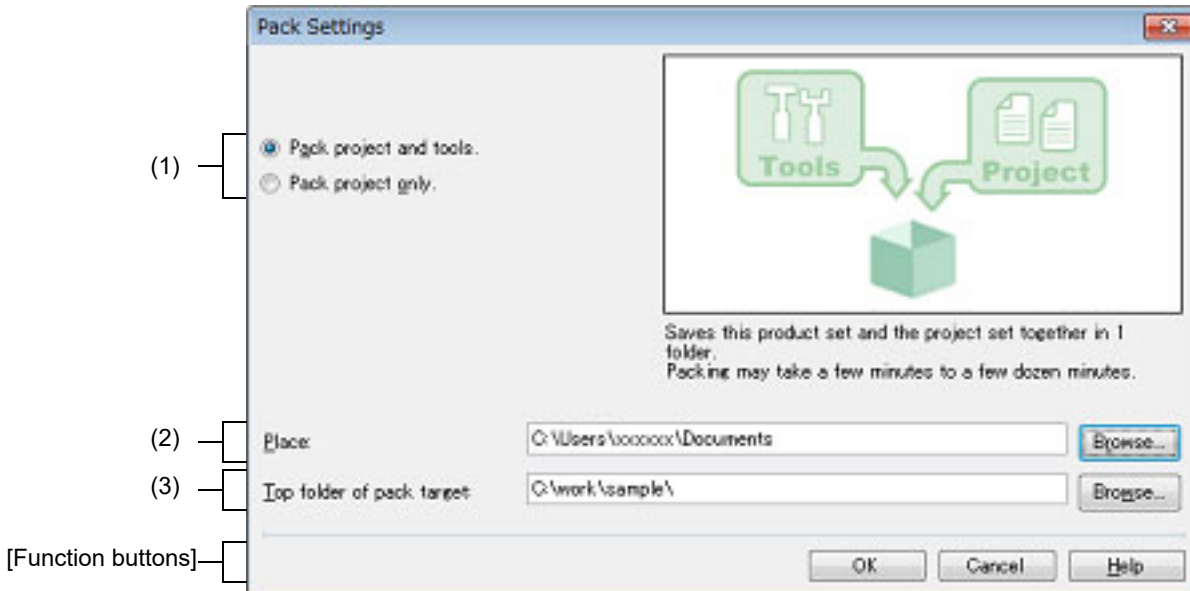 Pack Settings
(1)
Pack project and tools.
Pack project only.
Tools
Project
Saves this product set and the project set together in 1
folder.
Packing may take a few minutes to a few dozen minutes.
(2)
Place:
C:\Users\xxxxxxx\Documents
Browse...
(3)
Top folder of pack target:
C:\work\sample\
Browse...
[Function buttons]
OK
Cancel
Help